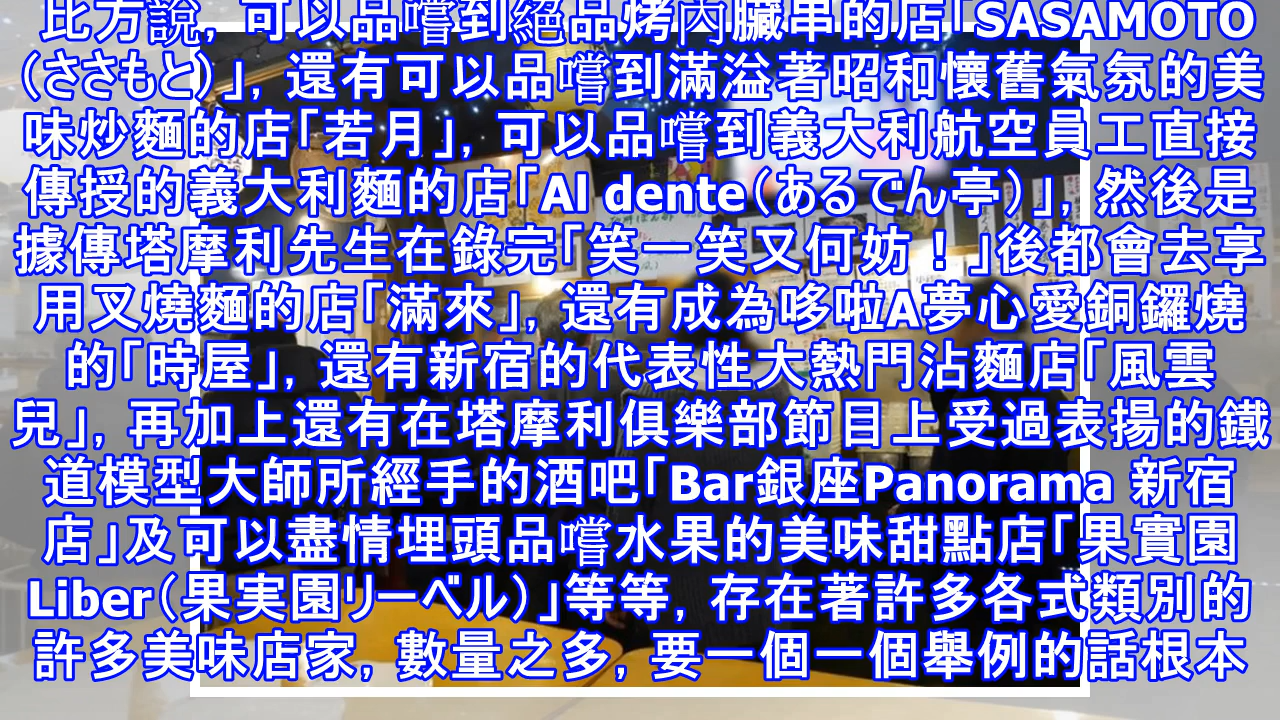 比方說, 可以品嚐到絕品烤內臟串的店「SASAMOTO
（ささもと）」, 還有可以品嚐到滿溢著昭和懷舊氣氛的美
味炒麵的店「若月」, 可以品嚐到義大利航空員工直接
傳授的義大利麵的店「Al dente（あるでん亭）」, 然後是
據傳塔摩利先生在錄完「笑一笑又何妨！」後都會去享
用叉燒麵的店「滿來」, 還有成為哆啦A夢心愛銅鑼燒
的「時屋」, 還有新宿的代表性大熱門沾麵店「風雲
兒」, 再加上還有在塔摩利俱樂部節目上受過表揚的鐵
道模型大師所經手的酒吧「Bar銀座Panorama 新宿
店」及可以盡情埋頭品嚐水果的美味甜點店「果實園
Liber（果実園リーベル）」等等, 存在著許多各式類別的
許多美味店家, 數量之多, 要一個一個舉例的話根本